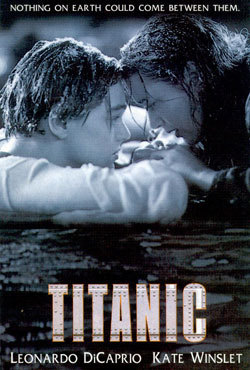 NOTHING ON EARTH COULD COME BETWEEN THEM.
TITANIC
LEONARDO DICAPRIO KATE WINSLET